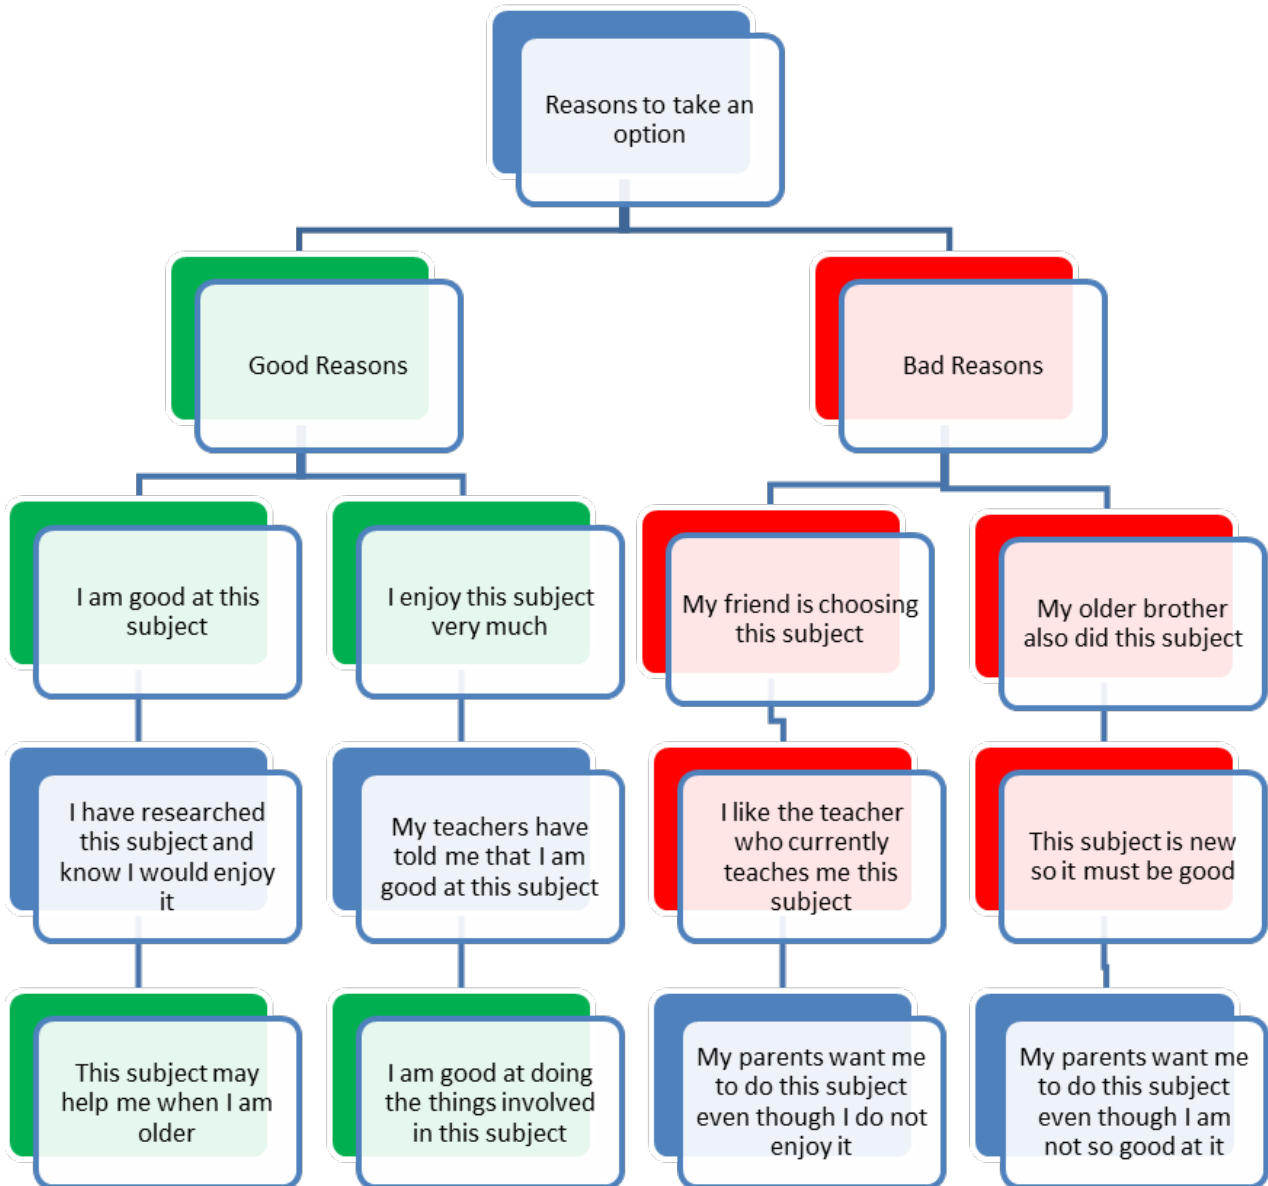 Reasons to take an
option
Good Reasons
Bad Reasons
I am good at this
subject
I enjoy this subject
very much
My friend is choosing
this subject
My older brother
also did this subject
I have researched
this subject and
know I would enjoy
it
My teachers have
told me that I am
good at this subject
I like the teacher
who currently
teaches me this
subject
This subject is new
so it must be good
This subject may
help me when I am
older
I am good at doing
the things involved
in this subject
My parents want me
to do this subject
even though I do not
enjoy it
My parents want me
to do this subject
even though I am
not so good at it